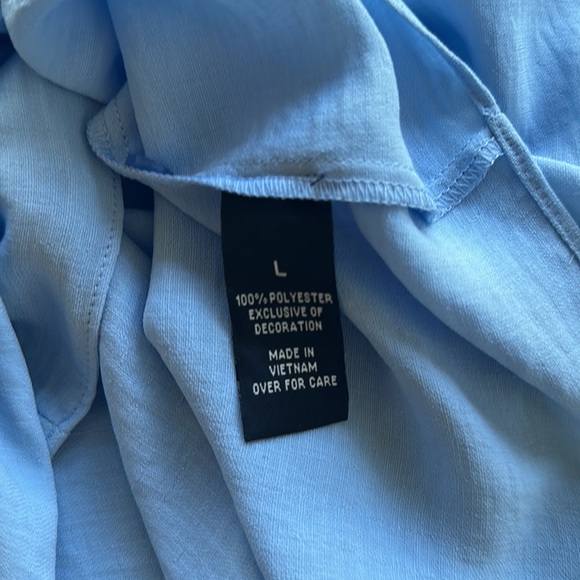 L
100% POLYESTER
EXCLUSIVE OF
DECORATION
MADE IN
VIETNAM
OVER FOR CARE